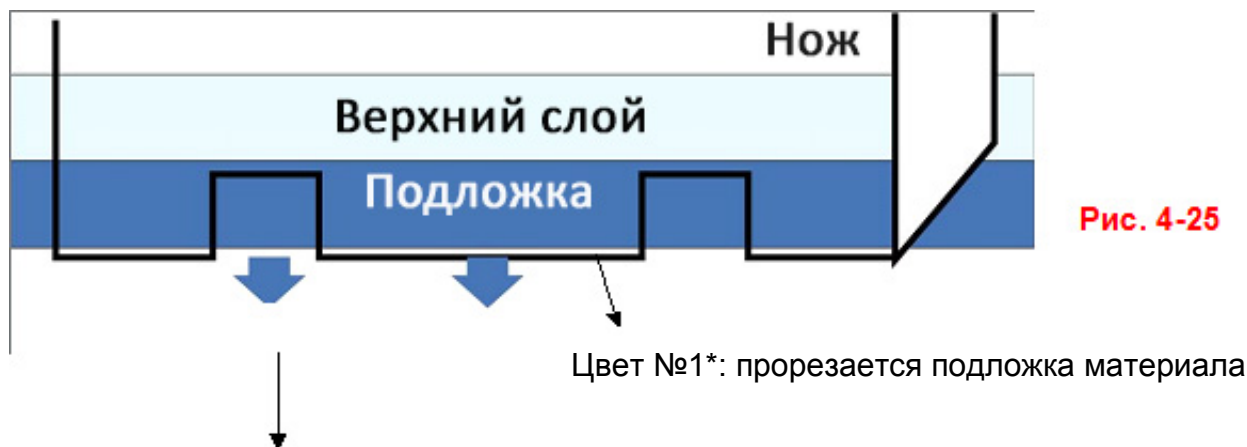 Нож
Верхний слой
Подложка
Рис. 4-25
Цвет №1*: прорезается подложка материала